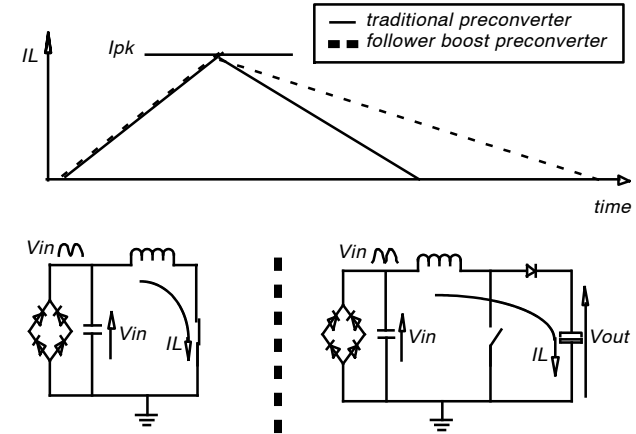 traditional preconverter
follower boost preconverter
IL
Ipk
time
Vin
Vin
IL
Vin
Vin
IL
Vout